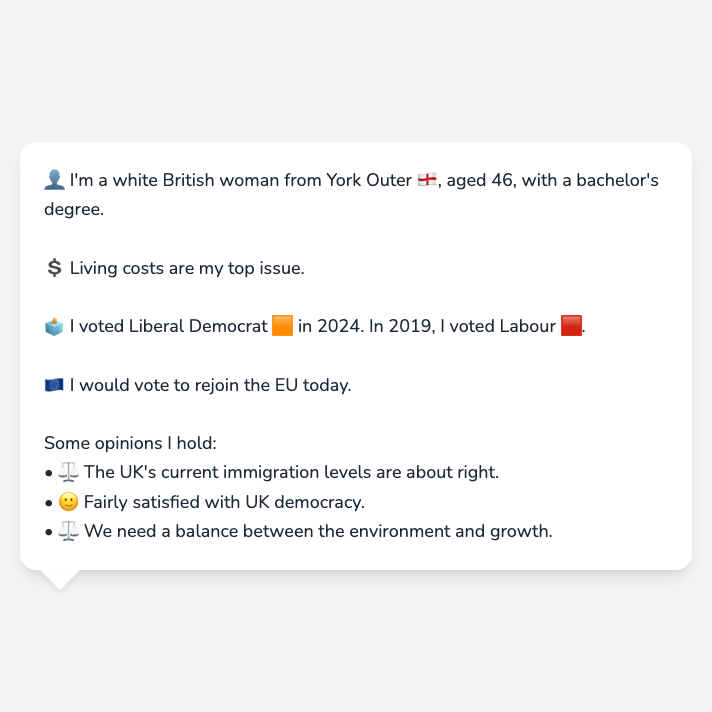 👤 I'm a white British woman from York Outer 🏴󠁧󠁢󠁥󠁮󠁧󠁿, aged 46, with a bachelor's
degree.
💲 Living costs are my top issue.
🗳️ I voted Liberal Democrat 🟧 in 2024. In 2019, I voted Labour 🟥.
🇪🇺 I would vote to rejoin the EU today.
Some opinions I hold:
• ⚖️ The UK's current immigration levels are about right.
• 🙂 Fairly satisfied with UK democracy.
• ⚖️ We need a balance between the environment and growth.